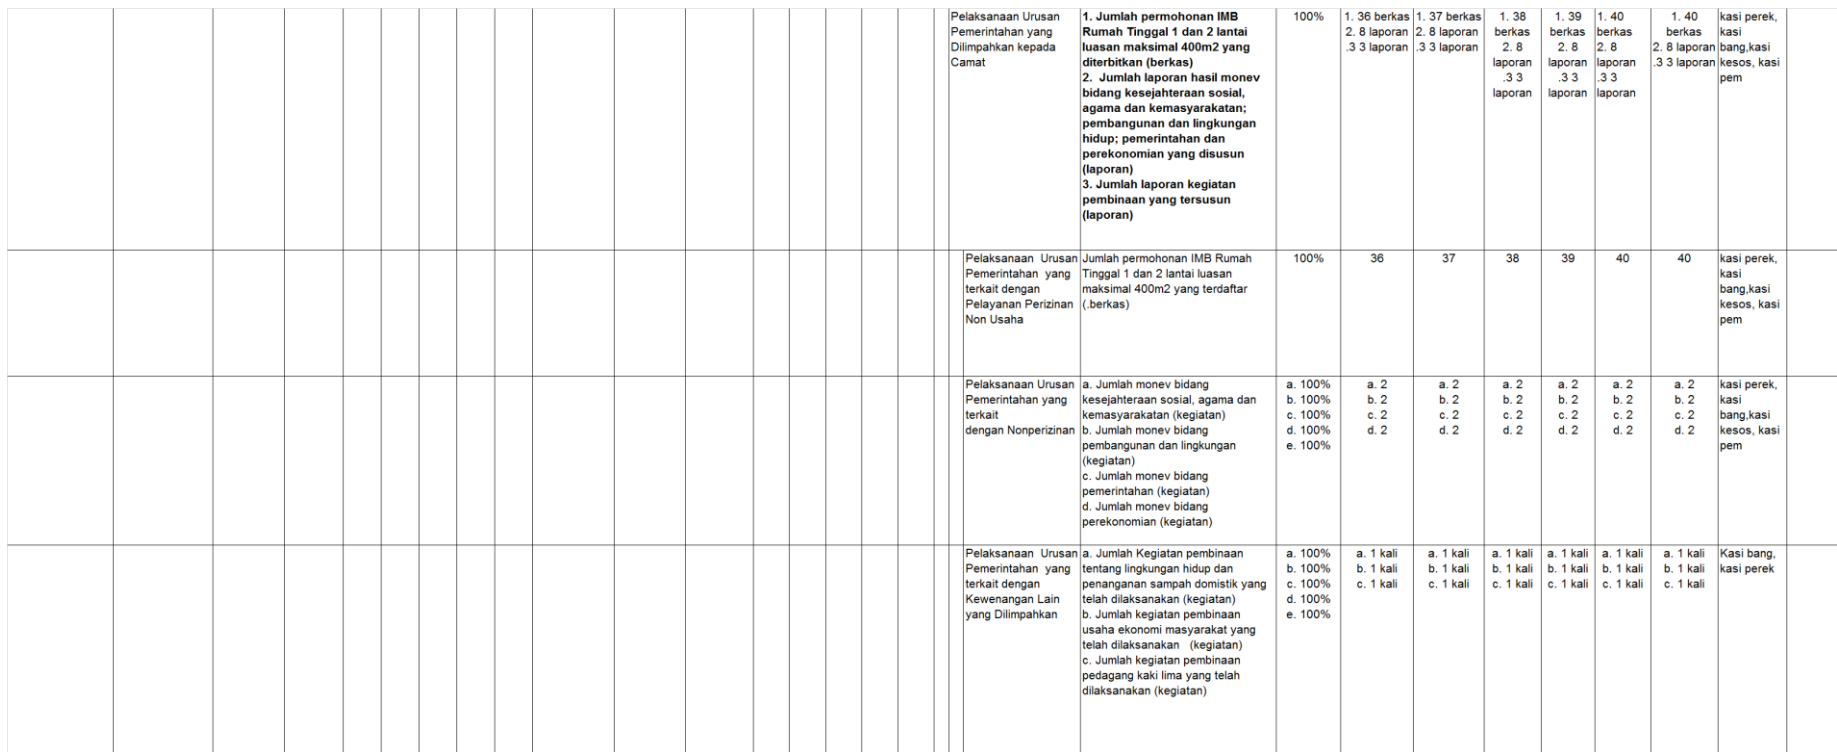 Pelaksanaan Urusan
Pemerintahan yang
Dilimpahkan kepada
Camat
1. Jumlah permohonan IMB
Rumah Tinggal 1 dan 2 lantai
luasan maksimal 400m2 yang
diterbitkan (berkas)
2. Jumlah laporan hasil monev
bidang kesejahteraan sosial,
agama dan kemasyarakatan;
pembangunan dan lingkungan
hidup; pemerintahan dan
perekonomian yang disusun
(laporan)
3. Jumlah laporan kegiatan
pembinaan yang tersusun
(laporan)
100%
1. 36 berkas
2. 8 laporan
.3 3 laporan
1. 37 berkas
2. 8 laporan
.3 3 laporan
1. 38
berkas
2. 8
laporan
.3 3
laporan
1. 39
berkas
2. 8
laporan
.3 3
laporan
1. 40
berkas
2. 8
laporan
.3 3
laporan
1. 40
berkas
2. 8 laporan
.3 3 laporan
kasi perek,
kasi
bang,kasi
kesos, kasi
pem
Pelaksanaan Urusan
Pemerintahan yang
terkait dengan
Pelayanan Perizinan
Non Usaha
Jumlah permohonan IMB Rumah
Tinggal 1 dan 2 lantai luasan
maksimal 400m2 yang terdaftar
(.berkas)
100%
36
37
38
39
40
40
kasi perek,
kasi
bang,kasi
kesos, kasi
pem
Pelaksanaan Urusan
Pemerintahan yang
terkait
dengan Nonperizinan
a. Jumlah monev bidang
kesejahteraan sosial, agama dan
kemasyarakatan (kegiatan)
b. Jumlah monev bidang
pembangunan dan lingkungan
(kegiatan)
c. Jumlah monev bidang
pemerintahan (kegiatan)
d. Jumlah monev bidang
perekonomian (kegiatan)
a. 100%
b. 100%
c. 100%
d. 100%
e. 100%
a. 2
b. 2
c. 2
d. 2
a. 2
b. 2
c. 2
d. 2
a. 2
b. 2
c. 2
d. 2
a. 2
b. 2
c. 2
d. 2
a. 2
b. 2
c. 2
d. 2
a. 2
b. 2
c. 2
d. 2
kasi perek,
kasi
bang,kasi
kesos, kasi
pem
Pelaksanaan Urusan
Pemerintahan yang
terkait dengan
Kewenangan Lain
yang Dilimpahkan
a. Jumlah Kegiatan pembinaan
tentang lingkungan hidup dan
penanganan sampah domistik yang
telah dilaksanakan (kegiatan)
b. Jumlah kegiatan pembinaan
usaha ekonomi masyarakat yang
telah dilaksanakan (kegiatan)
c. Jumlah kegiatan pembinaan
pedagang kaki lima yang telah
dilaksanakan (kegiatan)
a. 100%
b. 100%
c. 100%
d. 100%
e. 100%
a. 1 kali
b. 1 kali
c. 1 kali
a. 1 kali
b. 1 kali
c. 1 kali
a. 1 kali
b. 1 kali
c. 1 kali
a. 1 kali
b. 1 kali
c. 1 kali
a. 1 kali
b. 1 kali
c. 1 kali
a. 1 kali
b. 1 kali
c. 1 kali
Kasi bang,
kasi perek